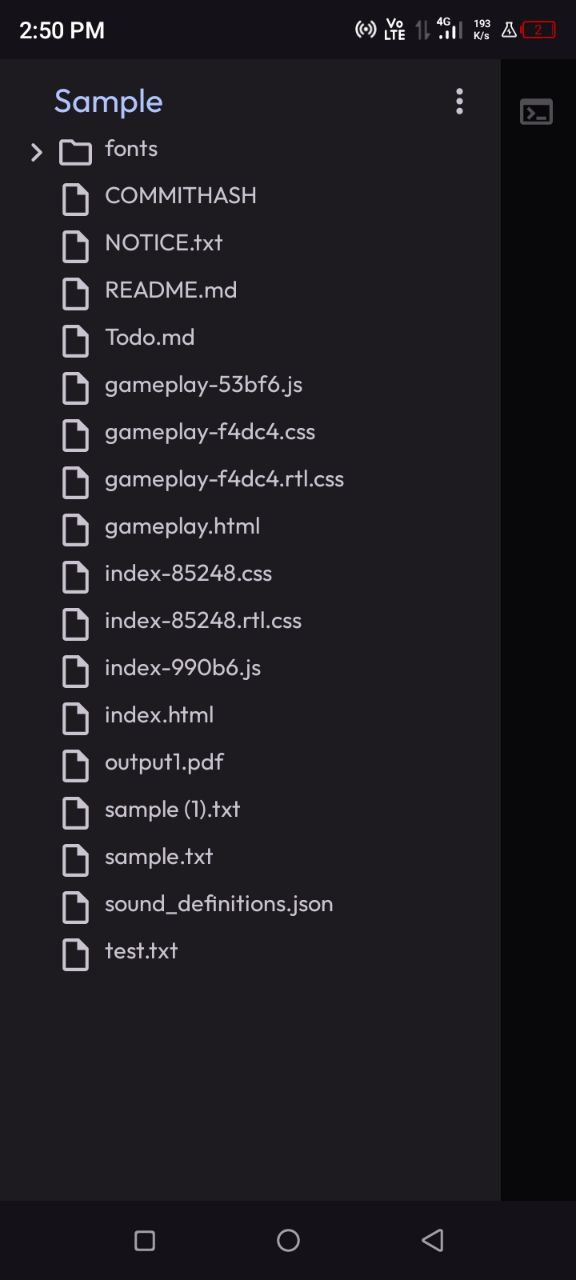 2:50 PM
Vo
LTE
4G
193
K/s
2
Sample
fonts
COMMITHASH
NOTICE.txt
README.md
Todo.md
gameplay-53bf6.js
gameplay-f4dc4.css
gameplay-f4dc4.rtl.css
gameplay.html
index-85248.css
index-85248.rtl.css
index-990b6.js
index.html
output1.pdf
sample (1).txt
sample.txt
sound_definitions.json
test.txt